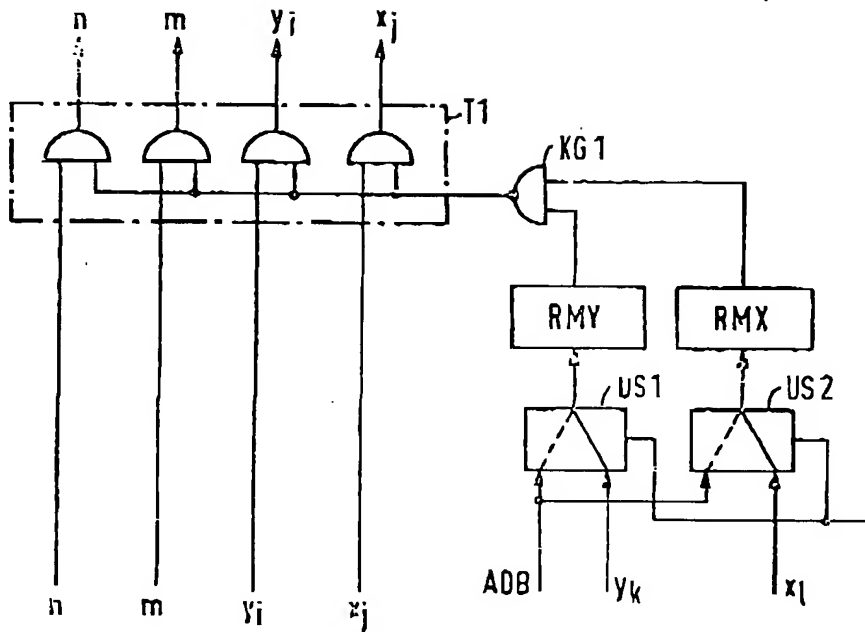 n m yi xj
T1
KG1
RMY RMX
US1 US2
n m yi xj ADB yk xl